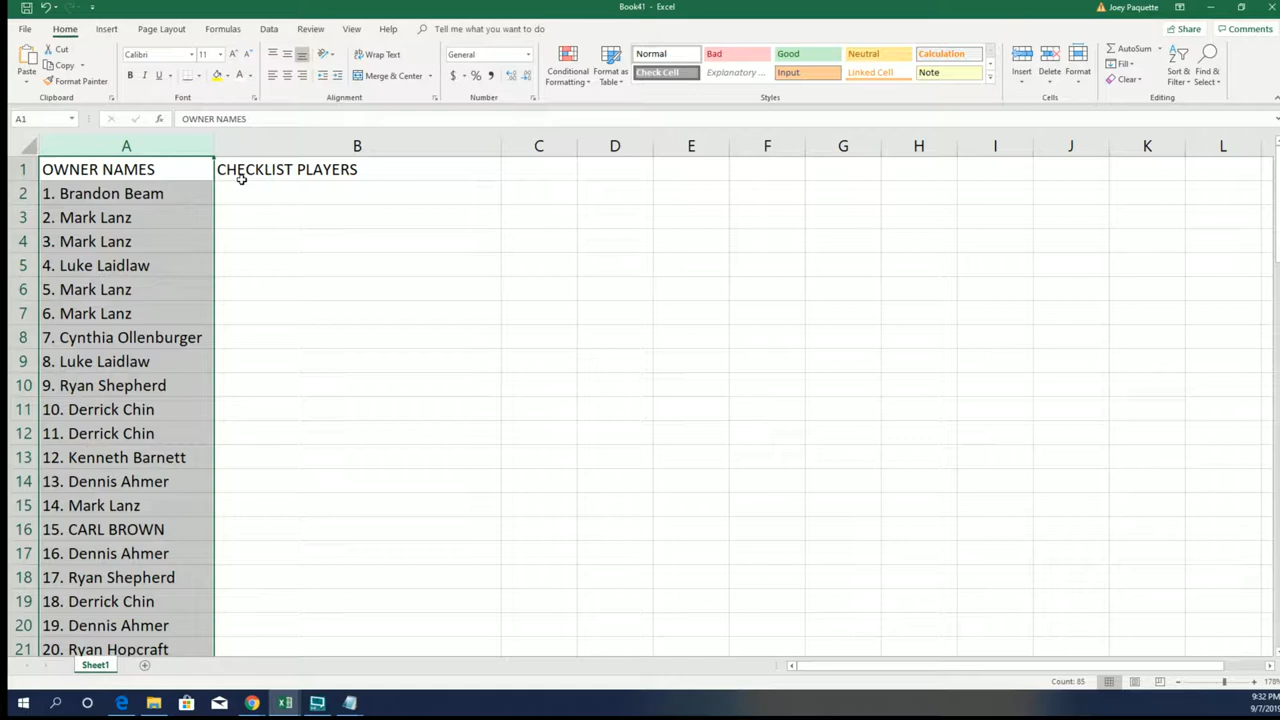 Book41 - Excel
Joey Paquette
File Home Insert Page Layout Formulas Data Review View Help Tell me what you want to do
Share Comments
Paste Cut Copy Format Painter Clipboard
Calibri 11 B I U Font
Wrap Text Merge & Center Alignment
General $ % Number
Conditional Formatting Format as Table
Normal Bad Good Neutral Calculation
Check Cell Explanatory ... Input Linked Cell Note
Styles
Insert Delete Format Cells
AutoSum Fill Clear Sort & Filter Find & Select Editing
A1 OWNER NAMES
A B C D E F G H I J K L
1 OWNER NAMES CHECKLIST PLAYERS
2 1. Brandon Beam
3 2. Mark Lanz
4 3. Mark Lanz
5 4. Luke Laidlaw
6 5. Mark Lanz
7 6. Mark Lanz
8 7. Cynthia Ollenburger
9 8. Luke Laidlaw
10 9. Ryan Shepherd
11 10. Derrick Chin
12 11. Derrick Chin
13 12. Kenneth Barnett
14 13. Dennis Ahmer
15 14. Mark Lanz
16 15. CARL BROWN
17 16. Dennis Ahmer
18 17. Ryan Shepherd
19 18. Derrick Chin
20 19. Dennis Ahmer
21 20. Ryan Hopcraft
Sheet1
Count: 85 178%
9:32 PM